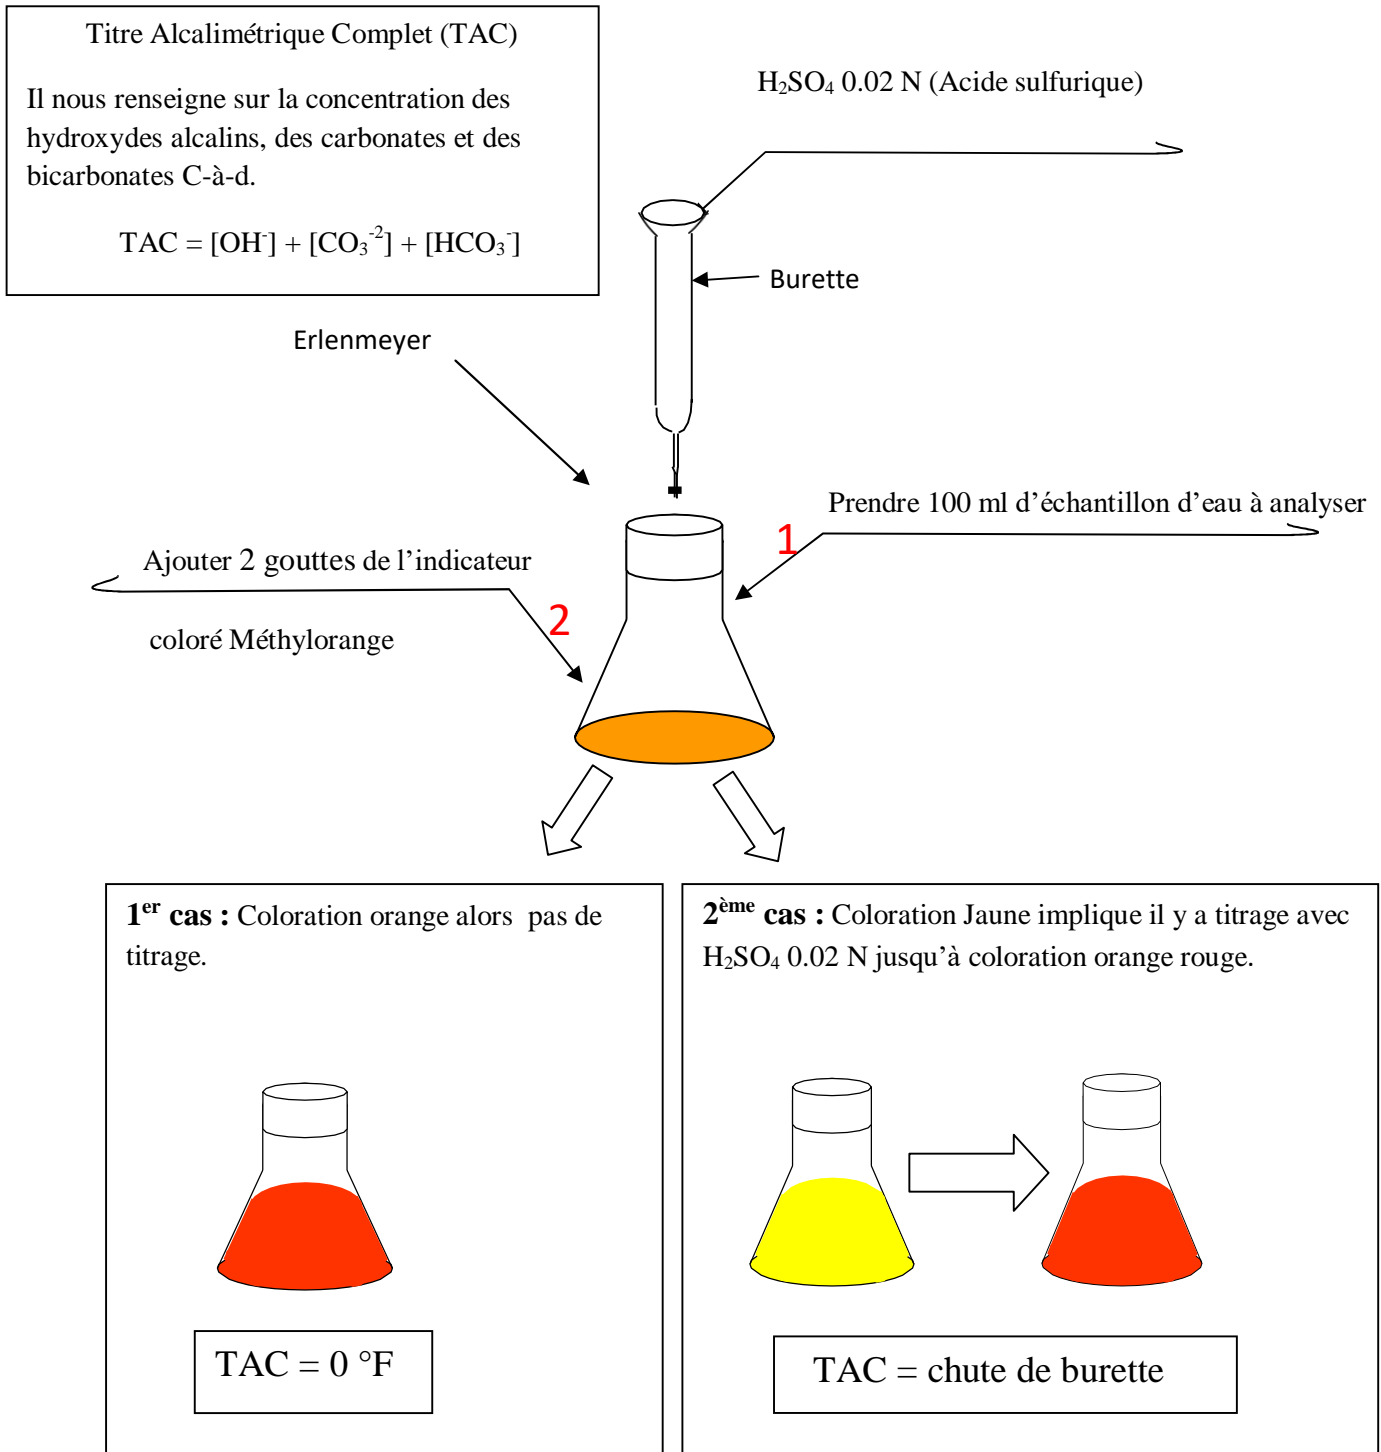 Titre Alcalimétrique Complet (TAC)
Il nous renseigne sur la concentration des
hydroxydes alcalins, des carbonates et des
bicarbonates C-à-d.
TAC = [OH⁻] + [CO₃⁻²] + [HCO₃⁻]
H₂SO₄ 0.02 N (Acide sulfurique)
Burette
Erlenmeyer
Prendre 100 ml d’échantillon d’eau à analyser
1
Ajouter 2 gouttes de l’indicateur
coloré Méthylorange
2
1er cas : Coloration orange alors pas de
titrage.
TAC = 0 °F
2ème cas : Coloration Jaune implique il y a titrage avec
H₂SO₄ 0.02 N jusqu’à coloration orange rouge.
TAC = chute de burette